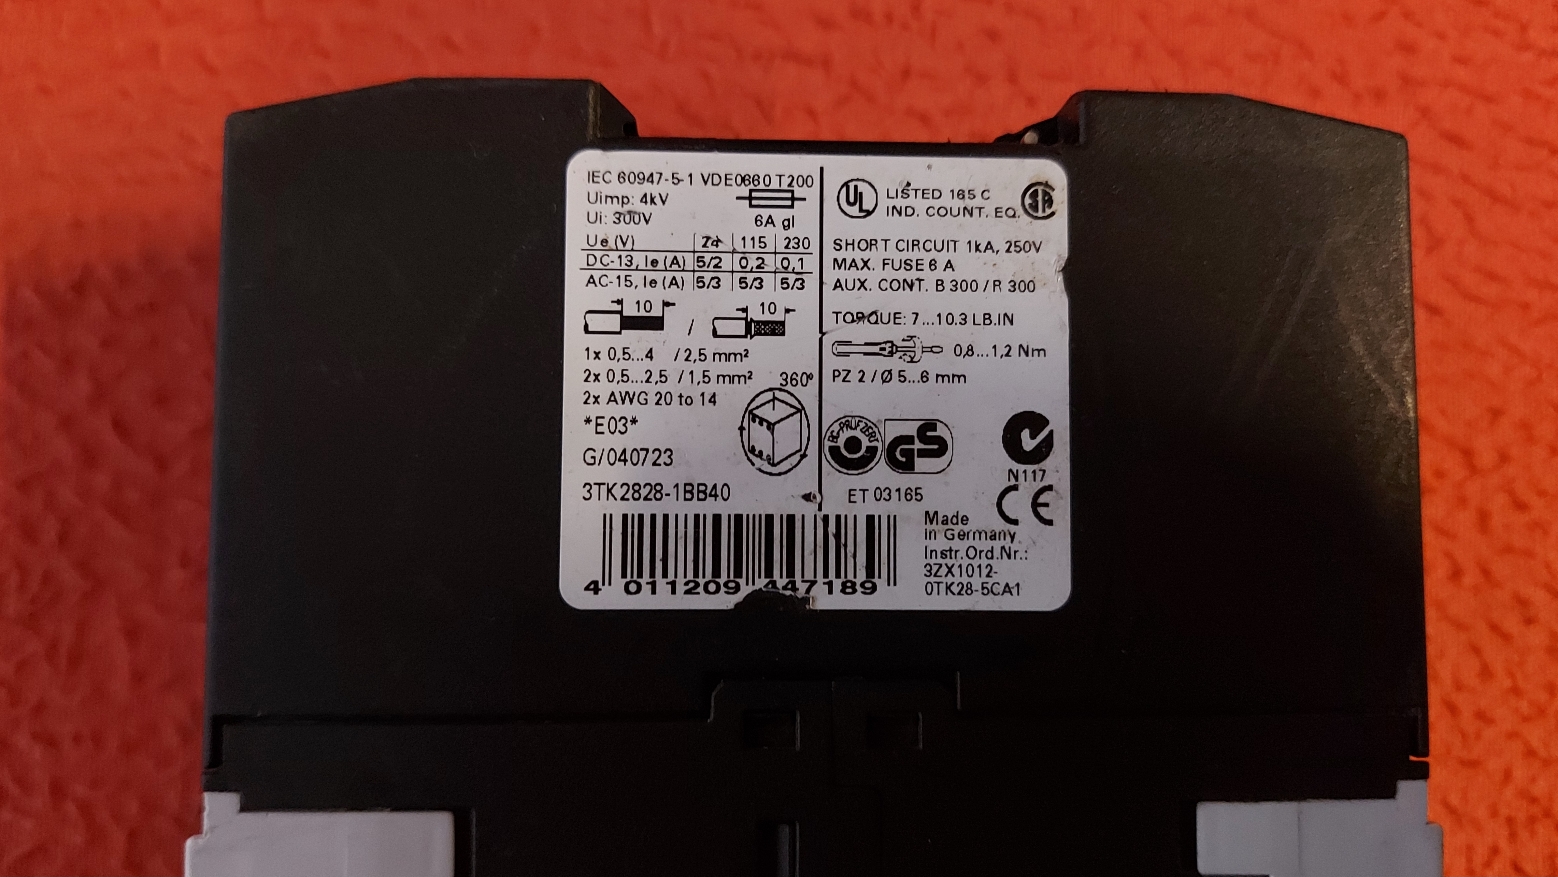 IEC 60947-5-1 VDE0660 T200
Uimp: 4kV
Ui: 300V
6A gl
Ue (V) 24 115 230
DC-13, Ie (A) 5/2 0,2 0,1
AC-15, Ie (A) 5/3 5/3 5/3
10 / 10
1x 0,5...4 / 2,5 mm²
2x 0,5...2,5 / 1,5 mm²
2x AWG 20 to 14
360°
*E03*
G/040723
3TK2828-1BB40
4 011209 447189
UL LISTED 165 C
IND. COUNT. EQ. SA
SHORT CIRCUIT 1kA, 250V
MAX. FUSE 6 A
AUX. CONT. B 300 / R 300
TORQUE: 7...10.3 LB.IN
0,8...1,2 Nm
PZ 2 / Ø 5...6 mm
BG-PRÜFZERT
GS
N117
ET 03165
CE
Made
in Germany
Instr.Ord.Nr.:
3ZX1012-
0TK28-5CA1